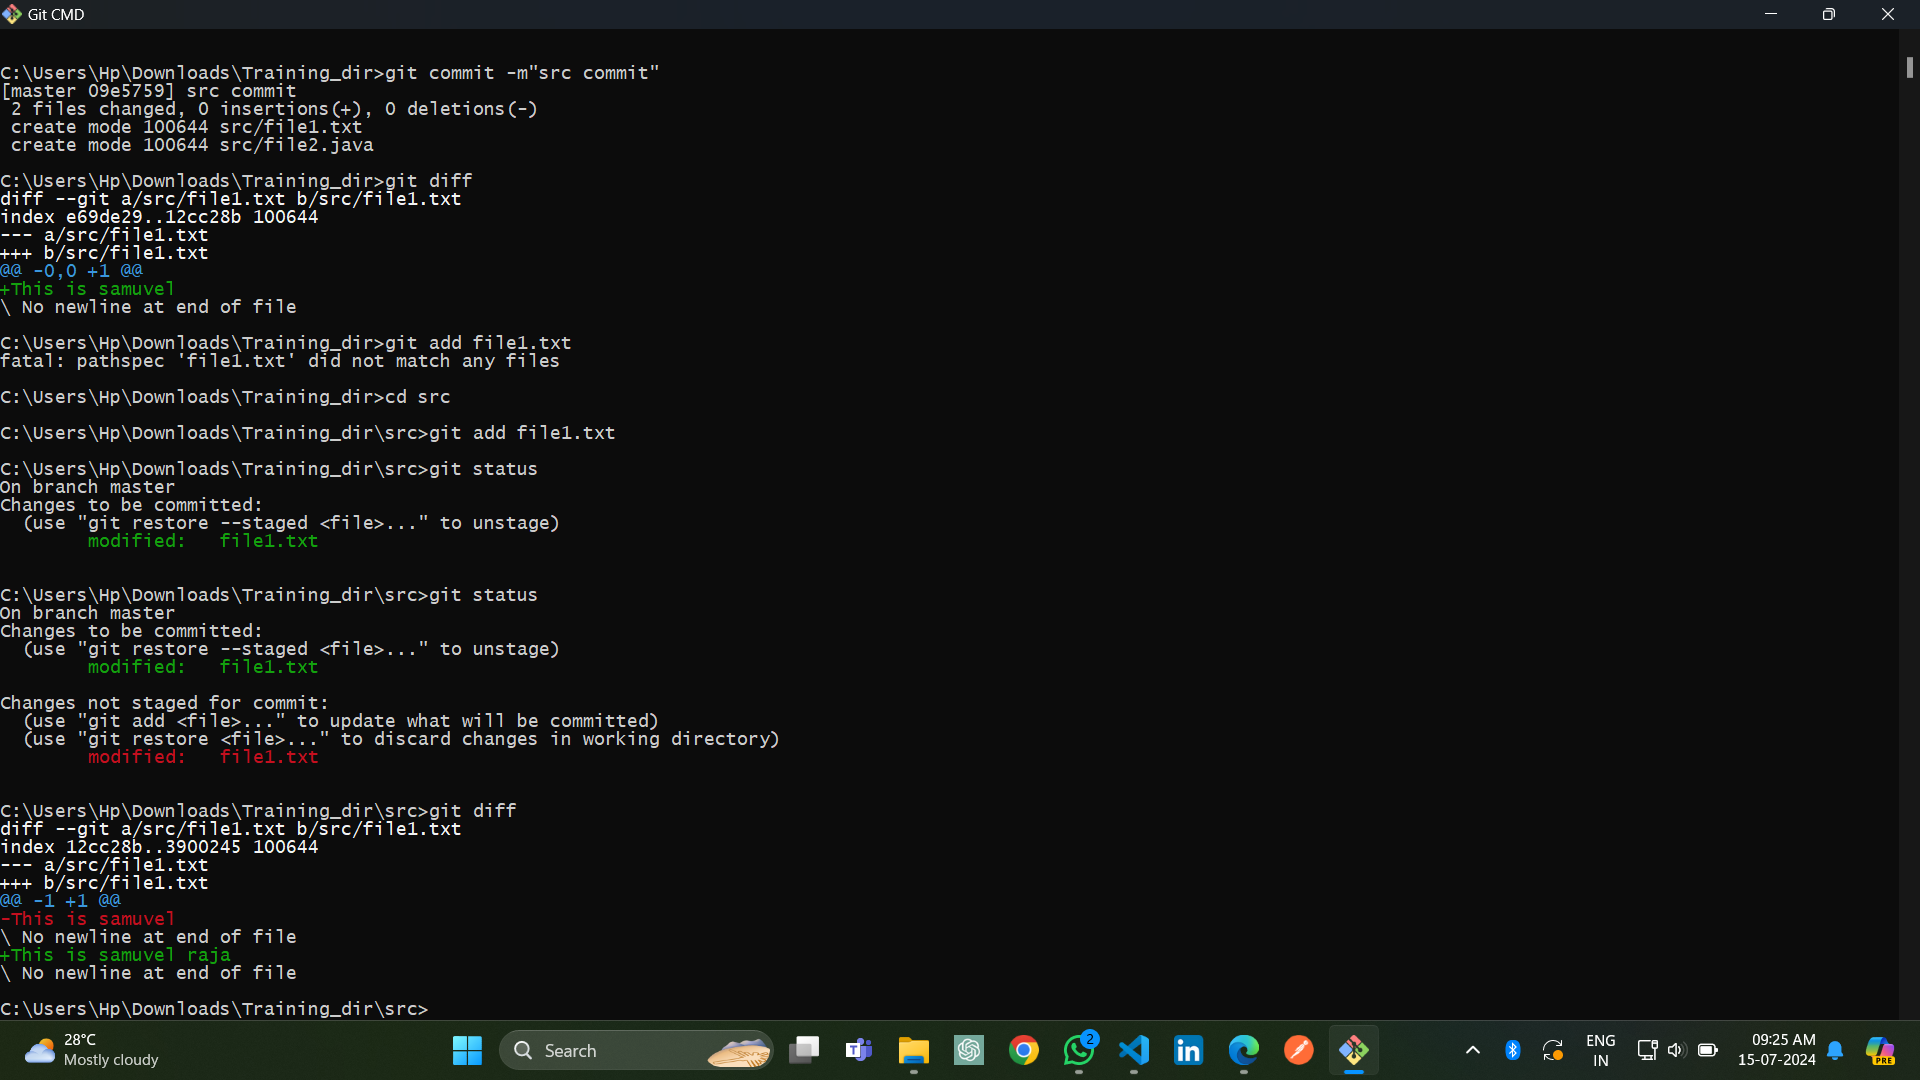 Git CMD
C:\Users\Hp\Downloads\Training_dir>git commit -m"src commit"
[master 09e5759] src commit
 2 files changed, 0 insertions(+), 0 deletions(-)
 create mode 100644 src/file1.txt
 create mode 100644 src/file2.java
C:\Users\Hp\Downloads\Training_dir>git diff
diff --git a/src/file1.txt b/src/file1.txt
index e69de29..12cc28b 100644
--- a/src/file1.txt
+++ b/src/file1.txt
@@ -0,0 +1 @@
+This is samuvel
\ No newline at end of file
C:\Users\Hp\Downloads\Training_dir>git add file1.txt
fatal: pathspec 'file1.txt' did not match any files
C:\Users\Hp\Downloads\Training_dir>cd src
C:\Users\Hp\Downloads\Training_dir\src>git add file1.txt
C:\Users\Hp\Downloads\Training_dir\src>git status
On branch master
Changes to be committed:
  (use "git restore --staged <file>..." to unstage)
        modified:   file1.txt
C:\Users\Hp\Downloads\Training_dir\src>git status
On branch master
Changes to be committed:
  (use "git restore --staged <file>..." to unstage)
        modified:   file1.txt
Changes not staged for commit:
  (use "git add <file>..." to update what will be committed)
  (use "git restore <file>..." to discard changes in working directory)
        modified:   file1.txt
C:\Users\Hp\Downloads\Training_dir\src>git diff
diff --git a/src/file1.txt b/src/file1.txt
index 12cc28b..3900245 100644
--- a/src/file1.txt
+++ b/src/file1.txt
@@ -1 +1 @@
-This is samuvel
\ No newline at end of file
+This is samuvel raja
\ No newline at end of file
C:\Users\Hp\Downloads\Training_dir\src>
28°C
Mostly cloudy
Search
2
ENG
IN
09:25 AM
15-07-2024
PRE